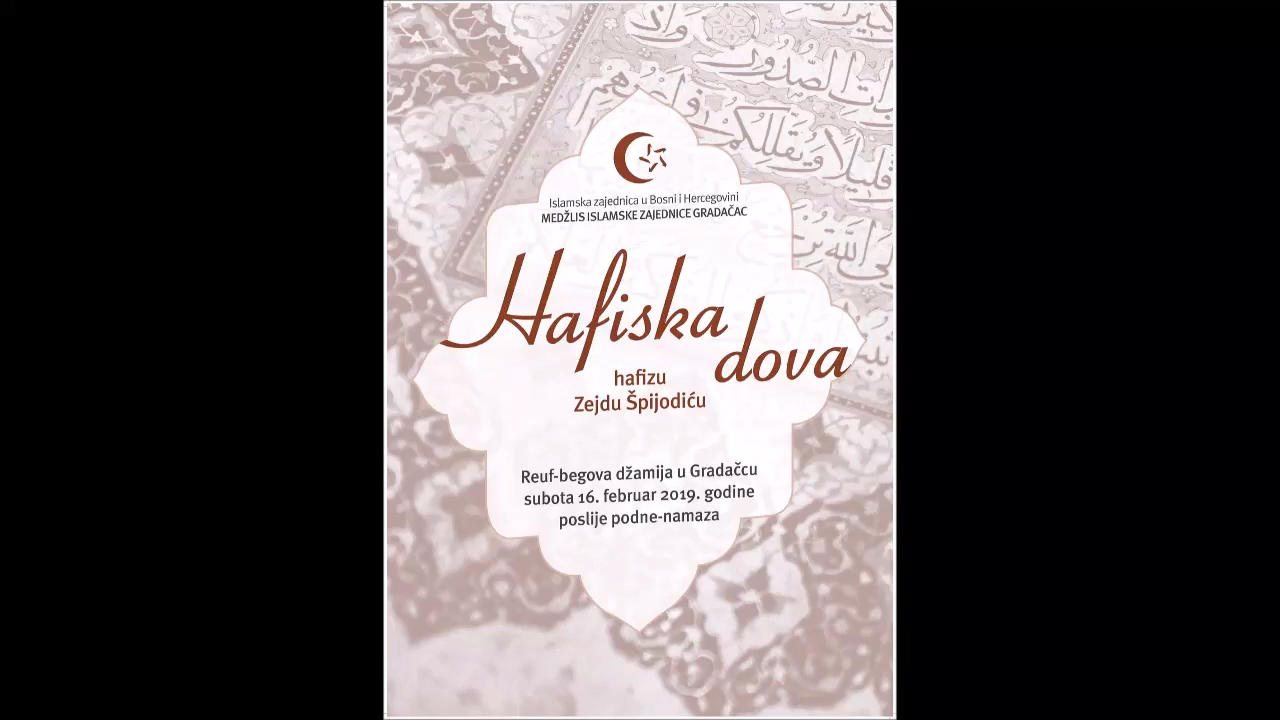 Islamska zajednica u Bosni i Hercegovini
MEDŽLIS ISLAMSKE ZAJEDNICE GRADAČAC
Hafiska
dova
hafizu
Zejdu Špijodiću
Reuf-begova džamija u Gradačcu
subota 16. februar 2019. godine
poslije podne-namaza